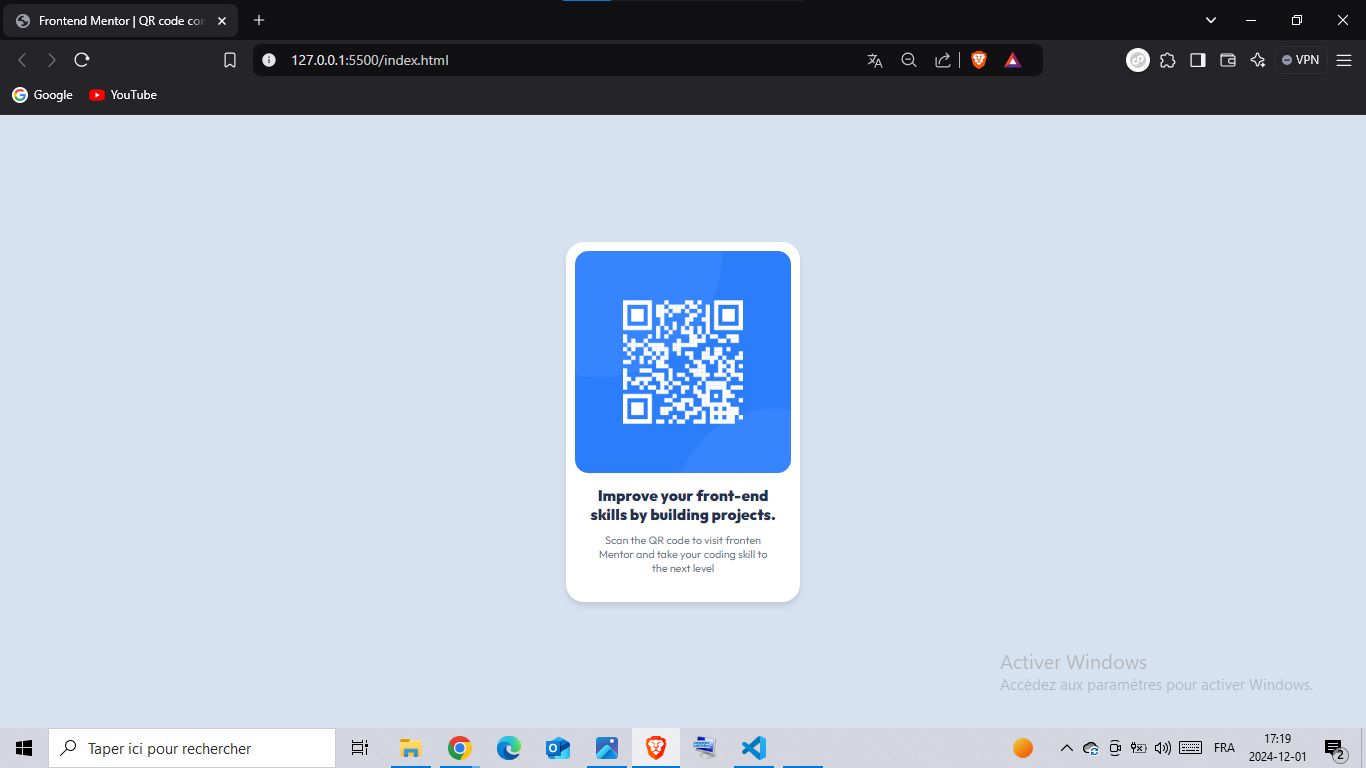 Frontend Mentor | QR code con
127.0.0.1:5500/index.html
VPN
Google
YouTube
Improve your front-end
skills by building projects.
Scan the QR code to visit fronten
Mentor and take your coding skill to
the next level
Activer Windows
Accédez aux paramètres pour activer Windows.
Taper ici pour rechercher
FRA
17:19
2024-12-01
2